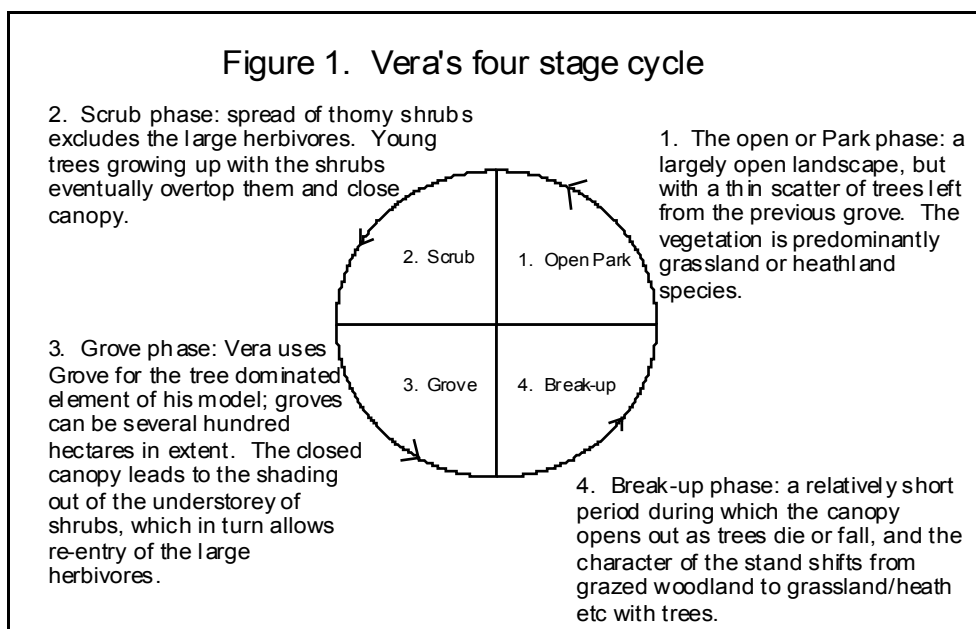 Figure 1. Vera's four stage cycle
2. Scrub phase: spread of thorny shrubs
excludes the large herbivores. Young
trees growing up with the shrubs
eventually overtop them and close
canopy.
1. The open or Park phase: a
largely open landscape, but
with a thin scatter of trees left
from the previous grove. The
vegetation is predominantly
grassland or heathland
species.
2. Scrub
1. Open Park
3. Grove
4. Break-up
3. Grove phase: Vera uses
Grove for the tree dominated
element of his model; groves
can be several hundred
hectares in extent. The closed
canopy leads to the shading
out of the understorey of
shrubs, which in turn allows
re-entry of the large
herbivores.
4. Break-up phase: a relatively short
period during which the canopy
opens out as trees die or fall, and the
character of the stand shifts from
grazed woodland to grassland/heath
etc with trees.